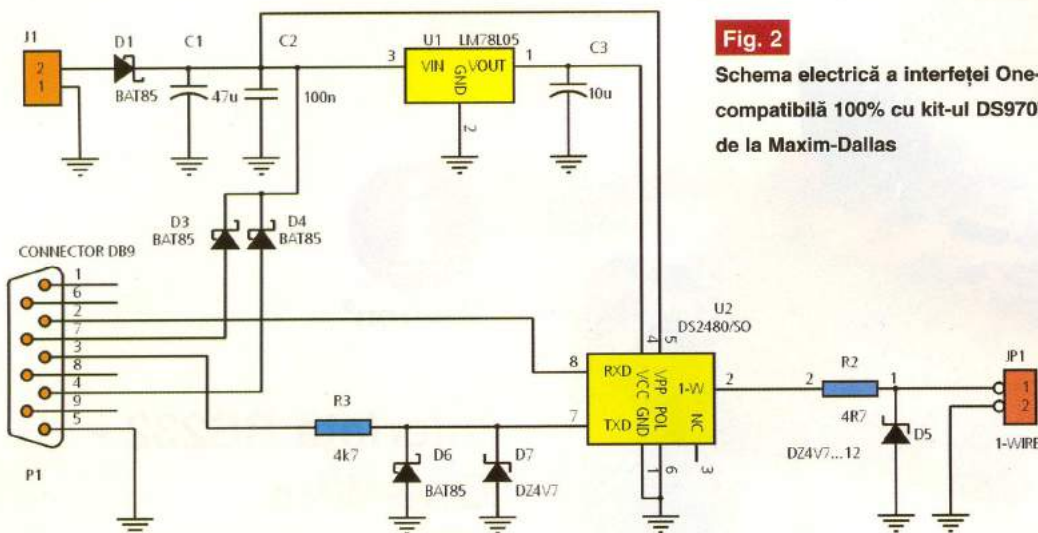 Fig. 2
Schema electrică a interfeței One-
compatibilă 100% cu kit-ul DS970
de la Maxim-Dallas
J1
2
1
D1
BAT85
C1
47u
C2
100n
U1 LM78L05
3
VIN
VOUT
GND
1
2
C3
10u
D3
BAT85
D4
BAT85
CONNECTOR DB9
1
6
2
7
3
8
4
9
5
P1
R3
4k7
D6
BAT85
D7
DZ4V7
U2
DS2480/SO
4
5
8
RXD
VCC
VPP
1-W
2
7
TXD
GND
POL
NC
1
6
3
2
R2
1
4R7
D5
DZ4V7...12
JP1
1
2
1-WIRE